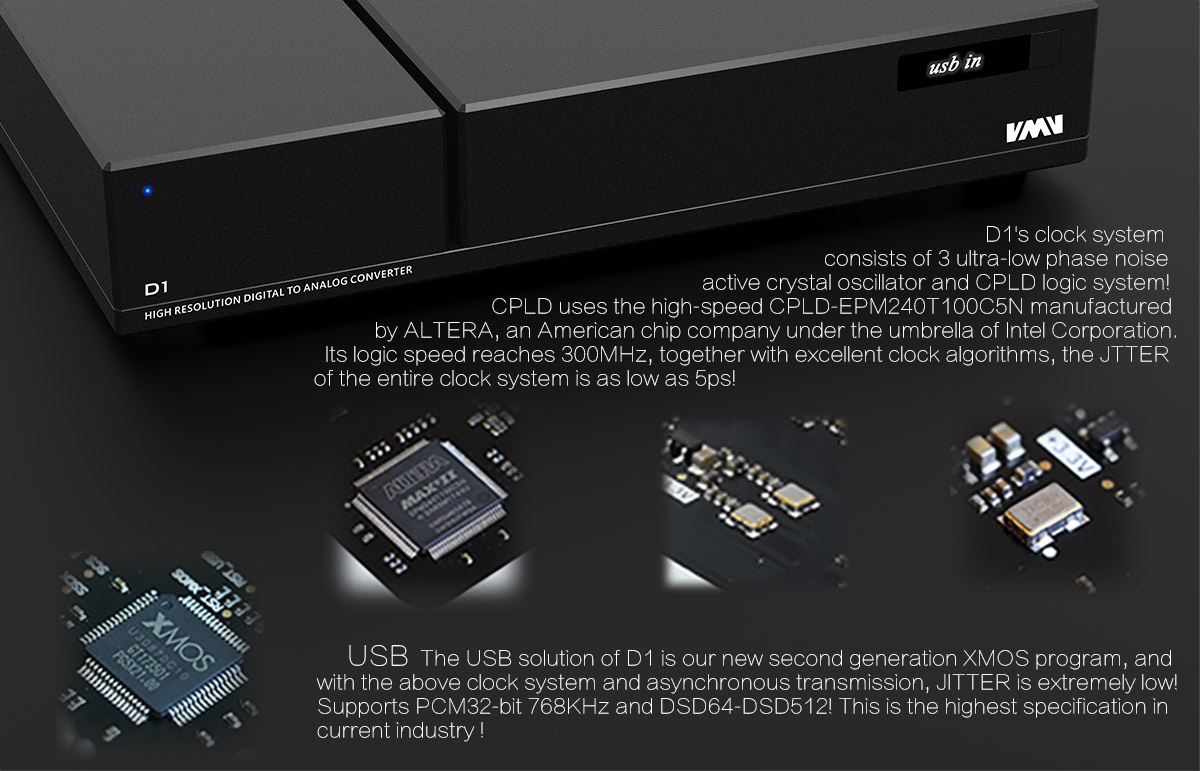 usb in
VMV
D1
HIGH RESOLUTION DIGITAL TO ANALOG CONVERTER
D1's clock system
consists of 3 ultra-low phase noise
active crystal oscillator and CPLD logic system!
CPLD uses the high-speed CPLD-EPM240T100C5N manufactured
by ALTERA, an American chip company under the umbrella of Intel Corporation.
Its logic speed reaches 300MHz, together with excellent clock algorithms, the JTTER
of the entire clock system is as low as 5ps!
ALTERA
MAX II
3.3V
XMOS
RST_XMOS
RST_USB
GT173501
USB The USB solution of D1 is our new second generation XMOS program, and
with the above clock system and asynchronous transmission, JITTER is extremely low!
Supports PCM32-bit 768KHz and DSD64-DSD512! This is the highest specification in
current industry !